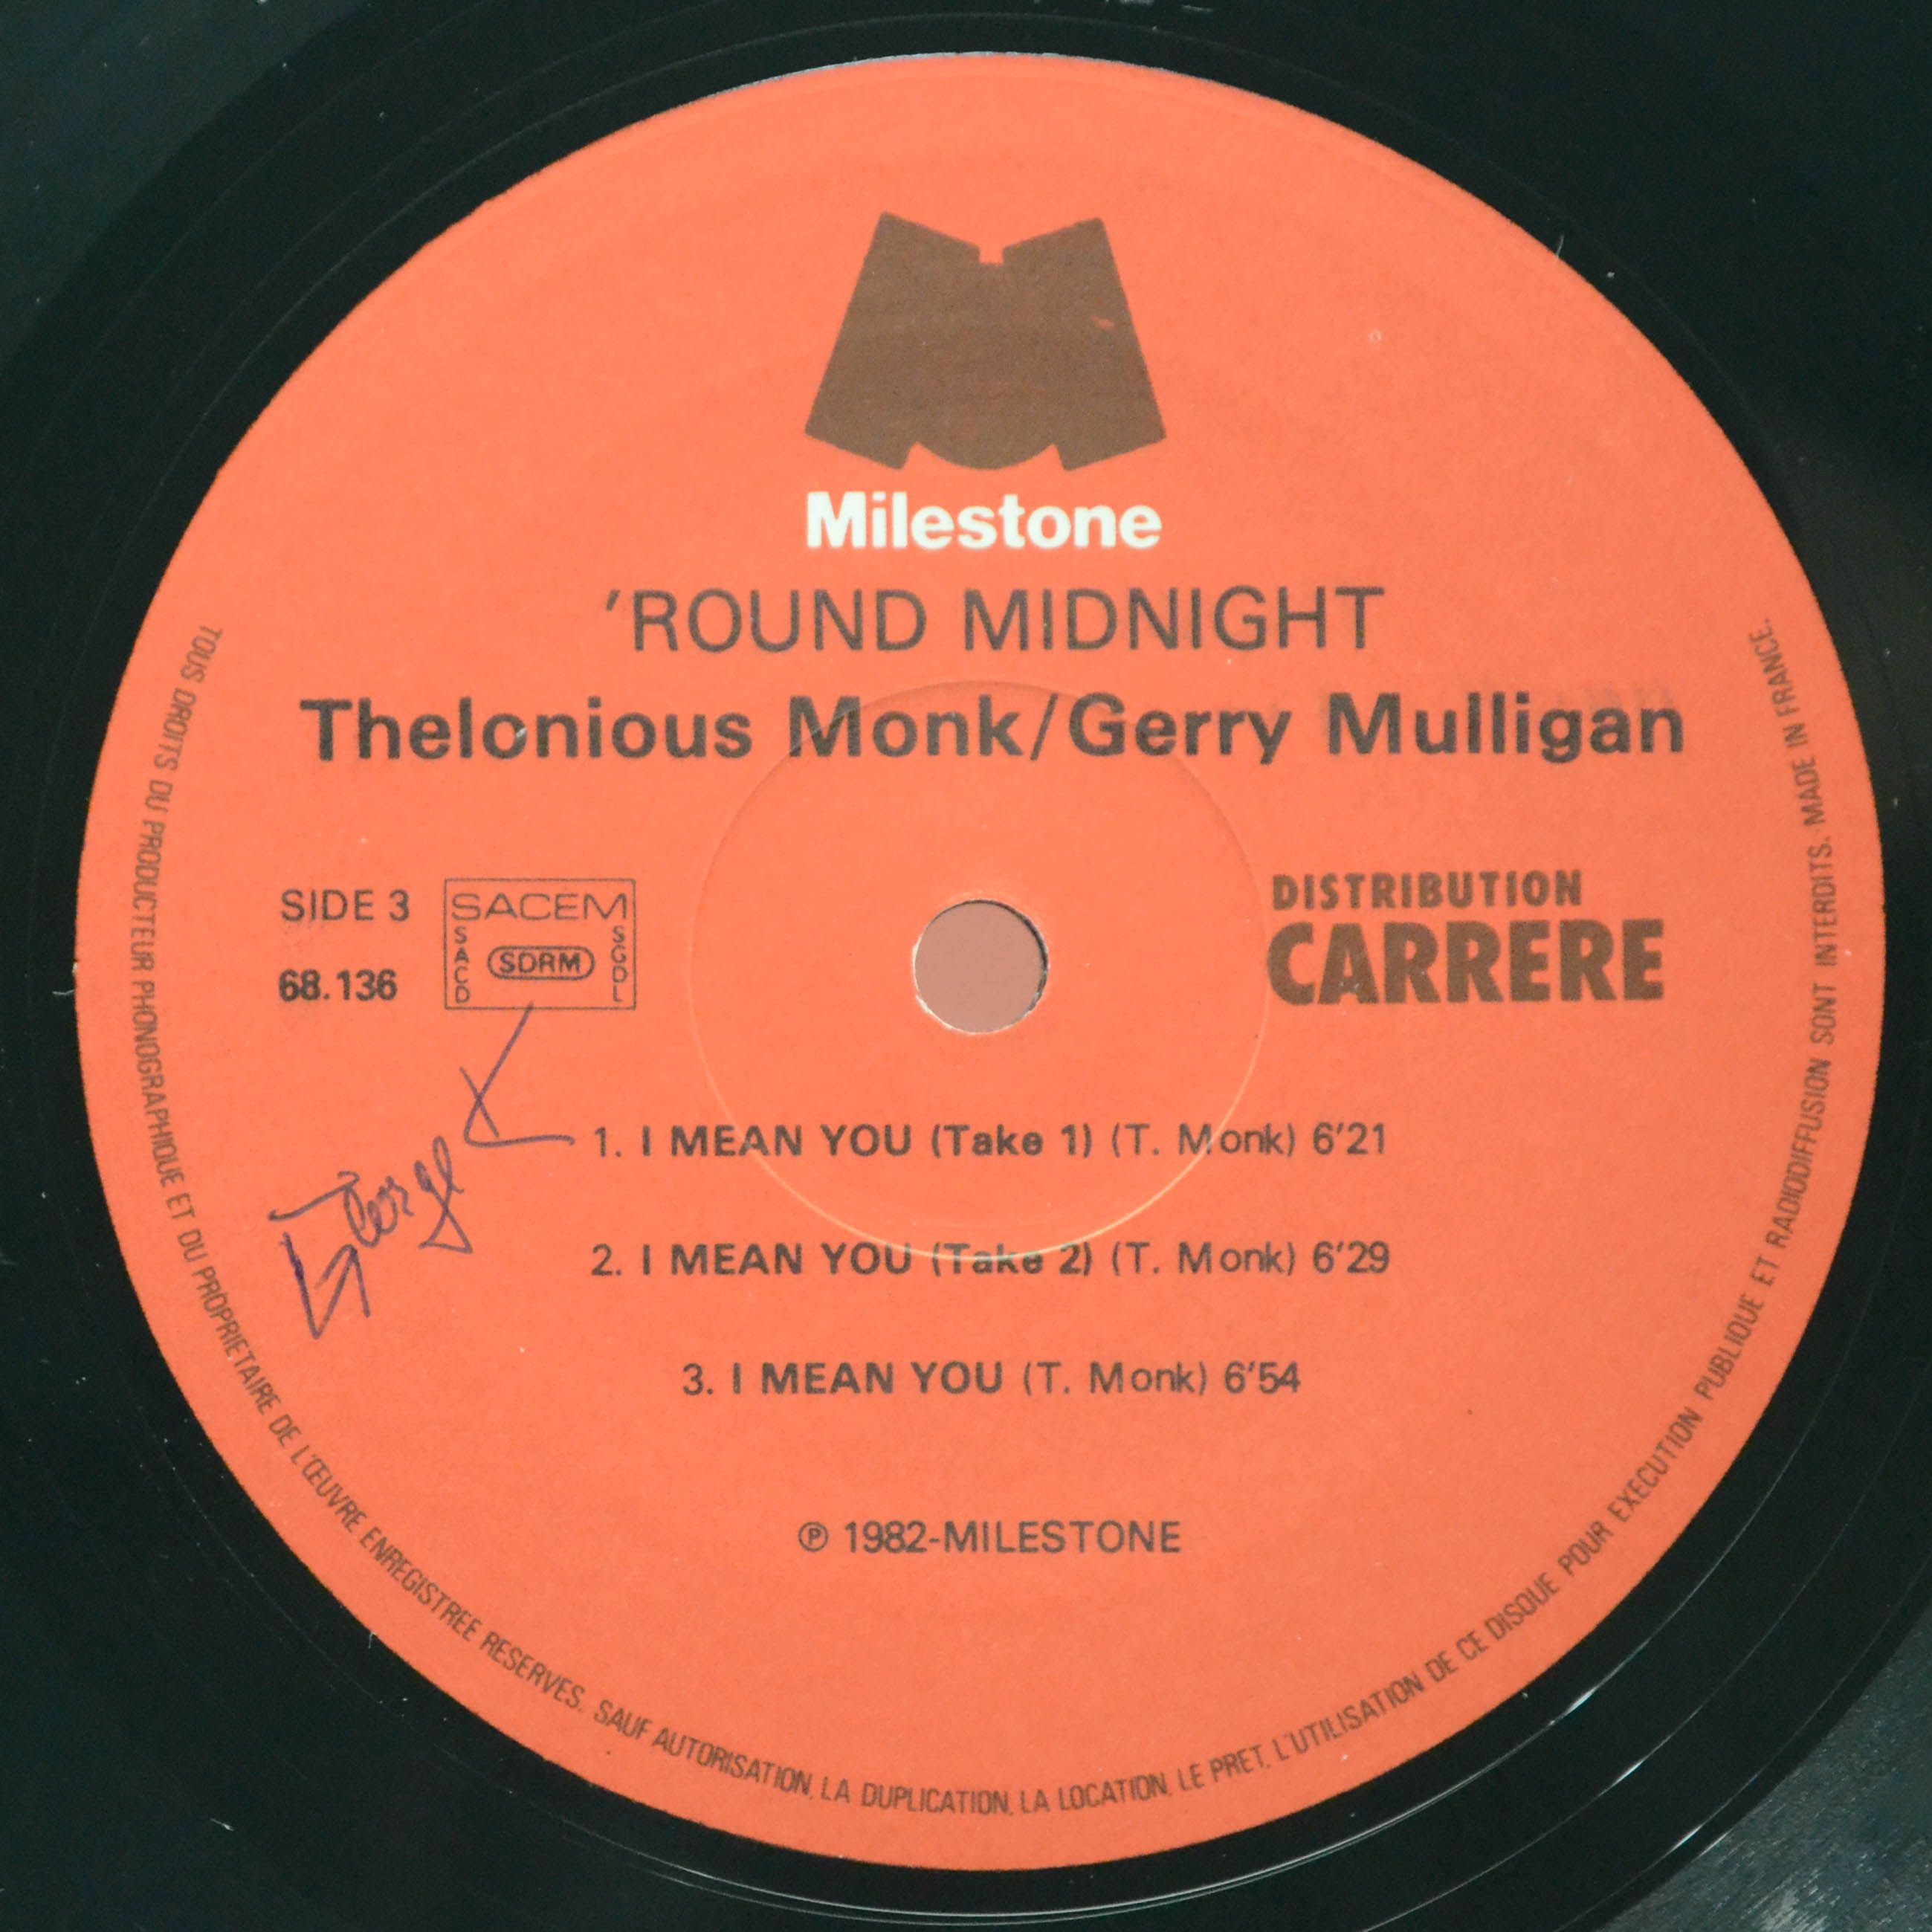 Milestone
'ROUND MIDNIGHT
Thelonious Monk/Gerry Mulligan
SIDE 3
68.136
SACEM
SACD
SDRM
SGDL
DISTRIBUTION
CARRERE
George
1. I MEAN YOU (Take 1) (T. Monk) 6'21
2. I MEAN YOU (Take 2) (T. Monk) 6'29
3. I MEAN YOU (T. Monk) 6'54
℗ 1982-MILESTONE
TOUS DROITS DU PRODUCTEUR PHONOGRAPHIQUE ET DU PROPRIETAIRE DE L'ŒUVRE ENREGISTREE RESERVES. SAUF AUTORISATION, LA DUPLICATION, LA LOCATION, LE PRET, L'UTILISATION DE CE DISQUE POUR EXECUTION PUBLIQUE ET RADIODIFFUSION SONT INTERDITS. MADE IN FRANCE.